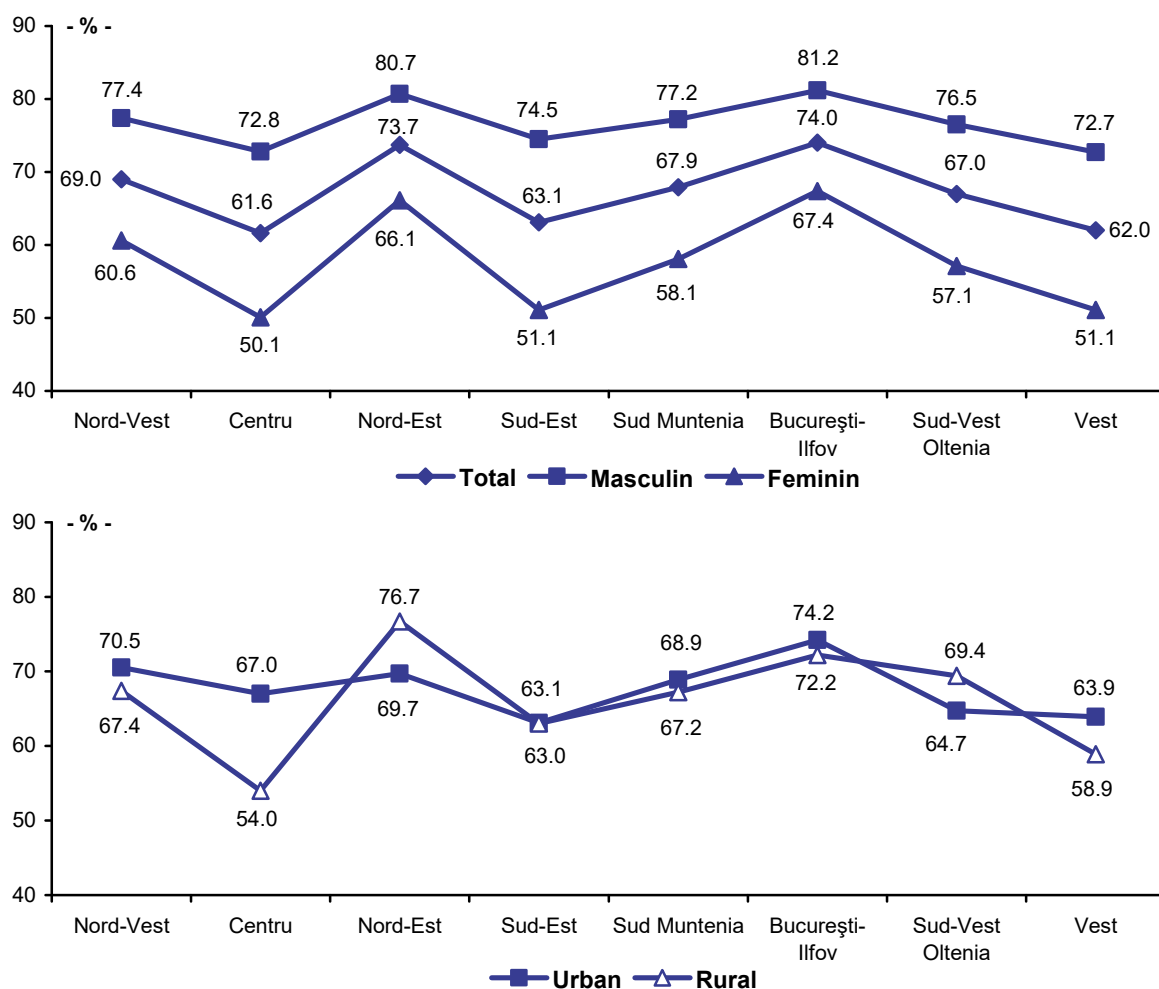 90
- % -
80
70
60
50
40
77.4
72.8
80.7
74.5
77.2
81.2
76.5
72.7
69.0
61.6
73.7
63.1
67.9
74.0
67.0
62.0
60.6
50.1
66.1
51.1
58.1
67.4
57.1
51.1
Nord-Vest
Centru
Nord-Est
Sud-Est
Sud Muntenia
Bucureşti-
Ilfov
Sud-Vest
Oltenia
Vest
Total Masculin Feminin
90
- % -
80
70
60
50
40
70.5
67.0
69.7
63.1
68.9
74.2
64.7
63.9
67.4
54.0
76.7
63.0
67.2
72.2
69.4
58.9
Nord-Vest
Centru
Nord-Est
Sud-Est
Sud Muntenia
Bucureşti-
Ilfov
Sud-Vest
Oltenia
Vest
Urban Rural